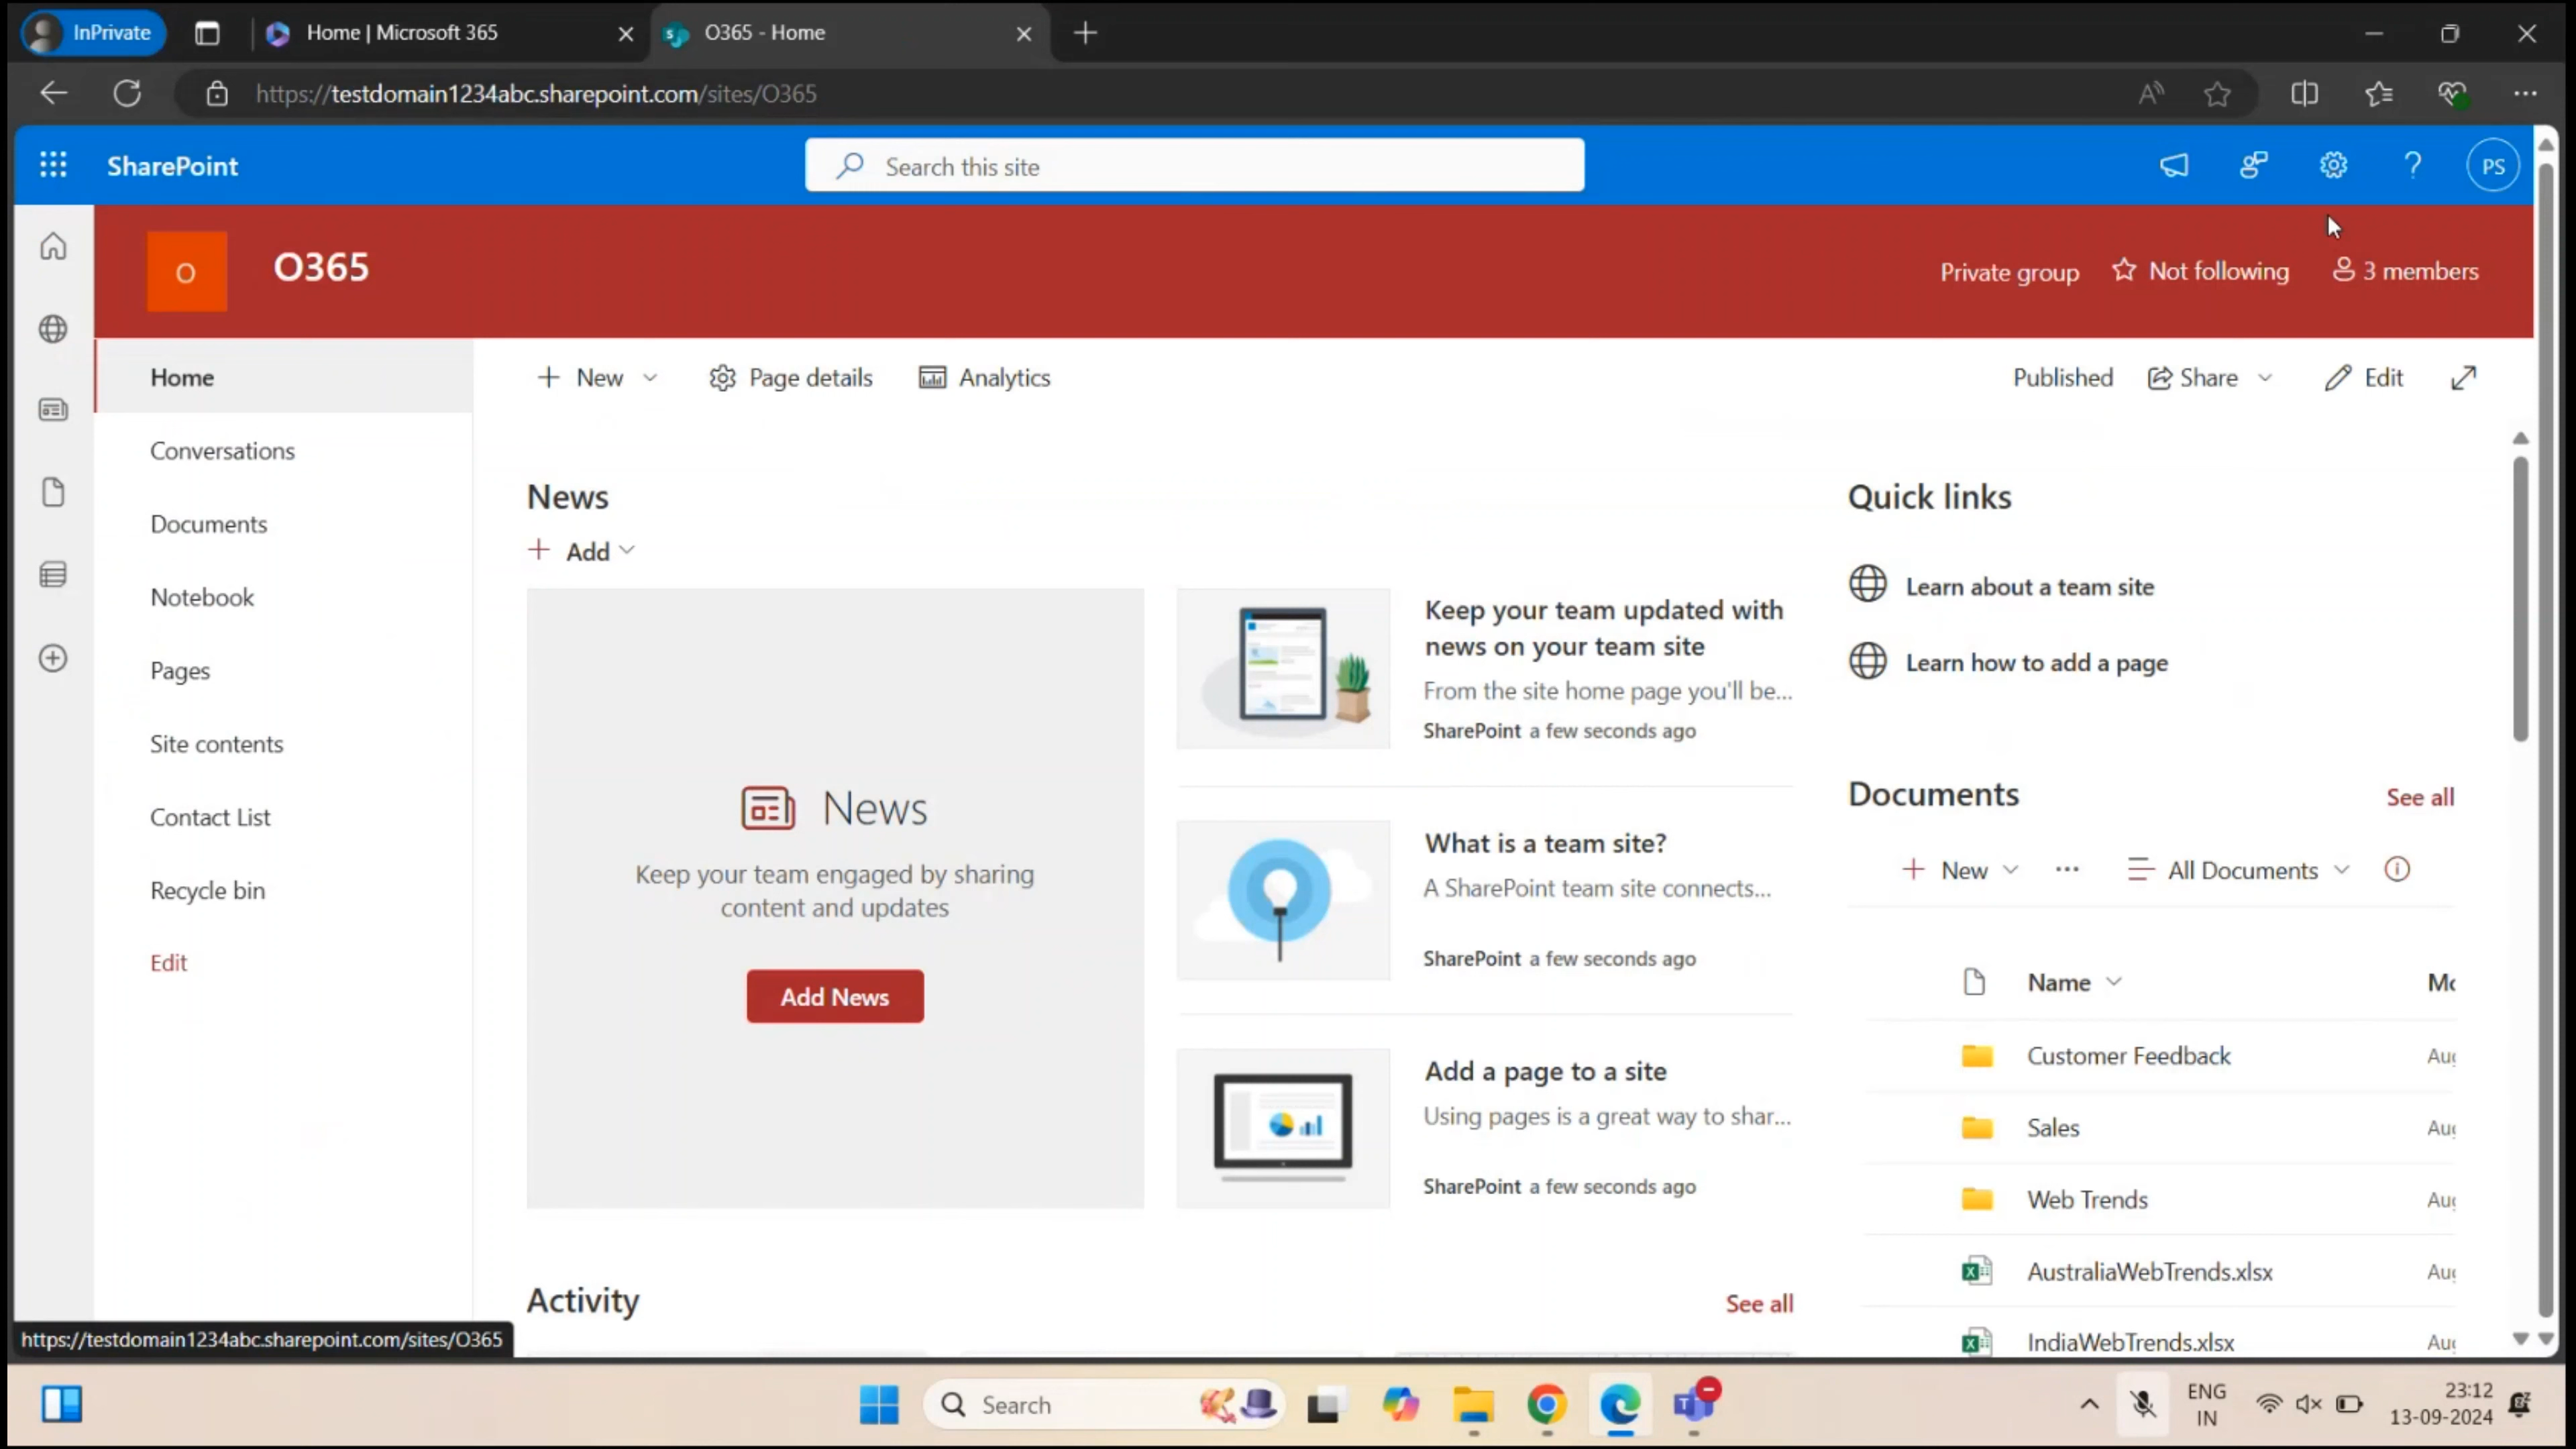 InPrivate
Home | Microsoft 365
O365 - Home
https://testdomain1234abc.sharepoint.com/sites/O365
SharePoint
Search this site
PS
O
O365
Private group
Not following
3 members
Home
Conversations
Documents
Notebook
Pages
Site contents
Contact List
Recycle bin
Edit
New
Page details
Analytics
Published
Share
Edit
News
Add
News
Keep your team engaged by sharing
content and updates
Add News
Keep your team updated with
news on your team site
From the site home page you'll be...
SharePoint a few seconds ago
What is a team site?
A SharePoint team site connects...
SharePoint a few seconds ago
Add a page to a site
Using pages is a great way to shar...
SharePoint a few seconds ago
Activity
See all
Quick links
Learn about a team site
Learn how to add a page
Documents
See all
New
All Documents
Name
Customer Feedback
Aug
Sales
Aug
Web Trends
Aug
AustraliaWebTrends.xlsx
Aug
IndiaWebTrends.xlsx
Aug
https://testdomain1234abc.sharepoint.com/sites/O365
Search
ENG
IN
23:12
13-09-2024